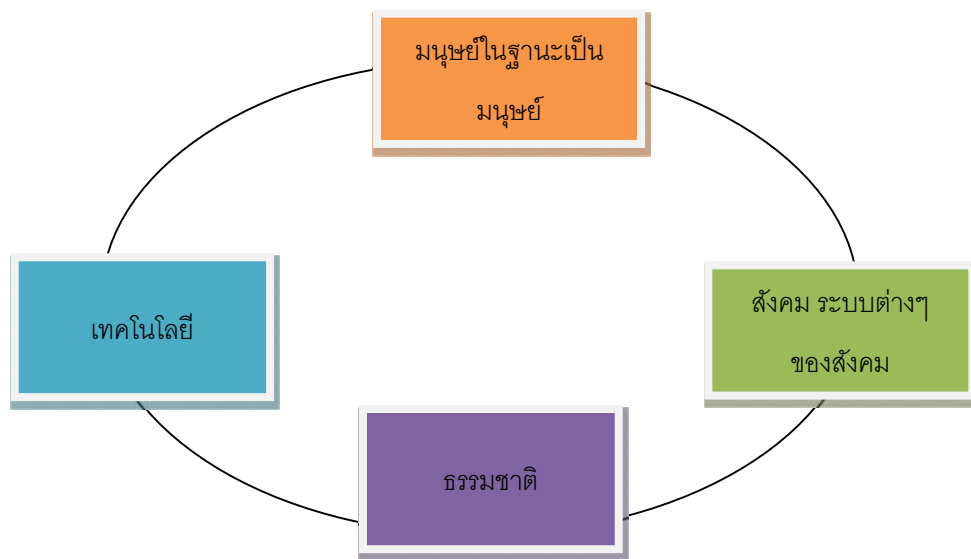 มนุษย์ในฐานะเป็น
มนุษย์
เทคโนโลยี
สังคม ระบบต่างๆ
ของสังคม
ธรรมชาติ